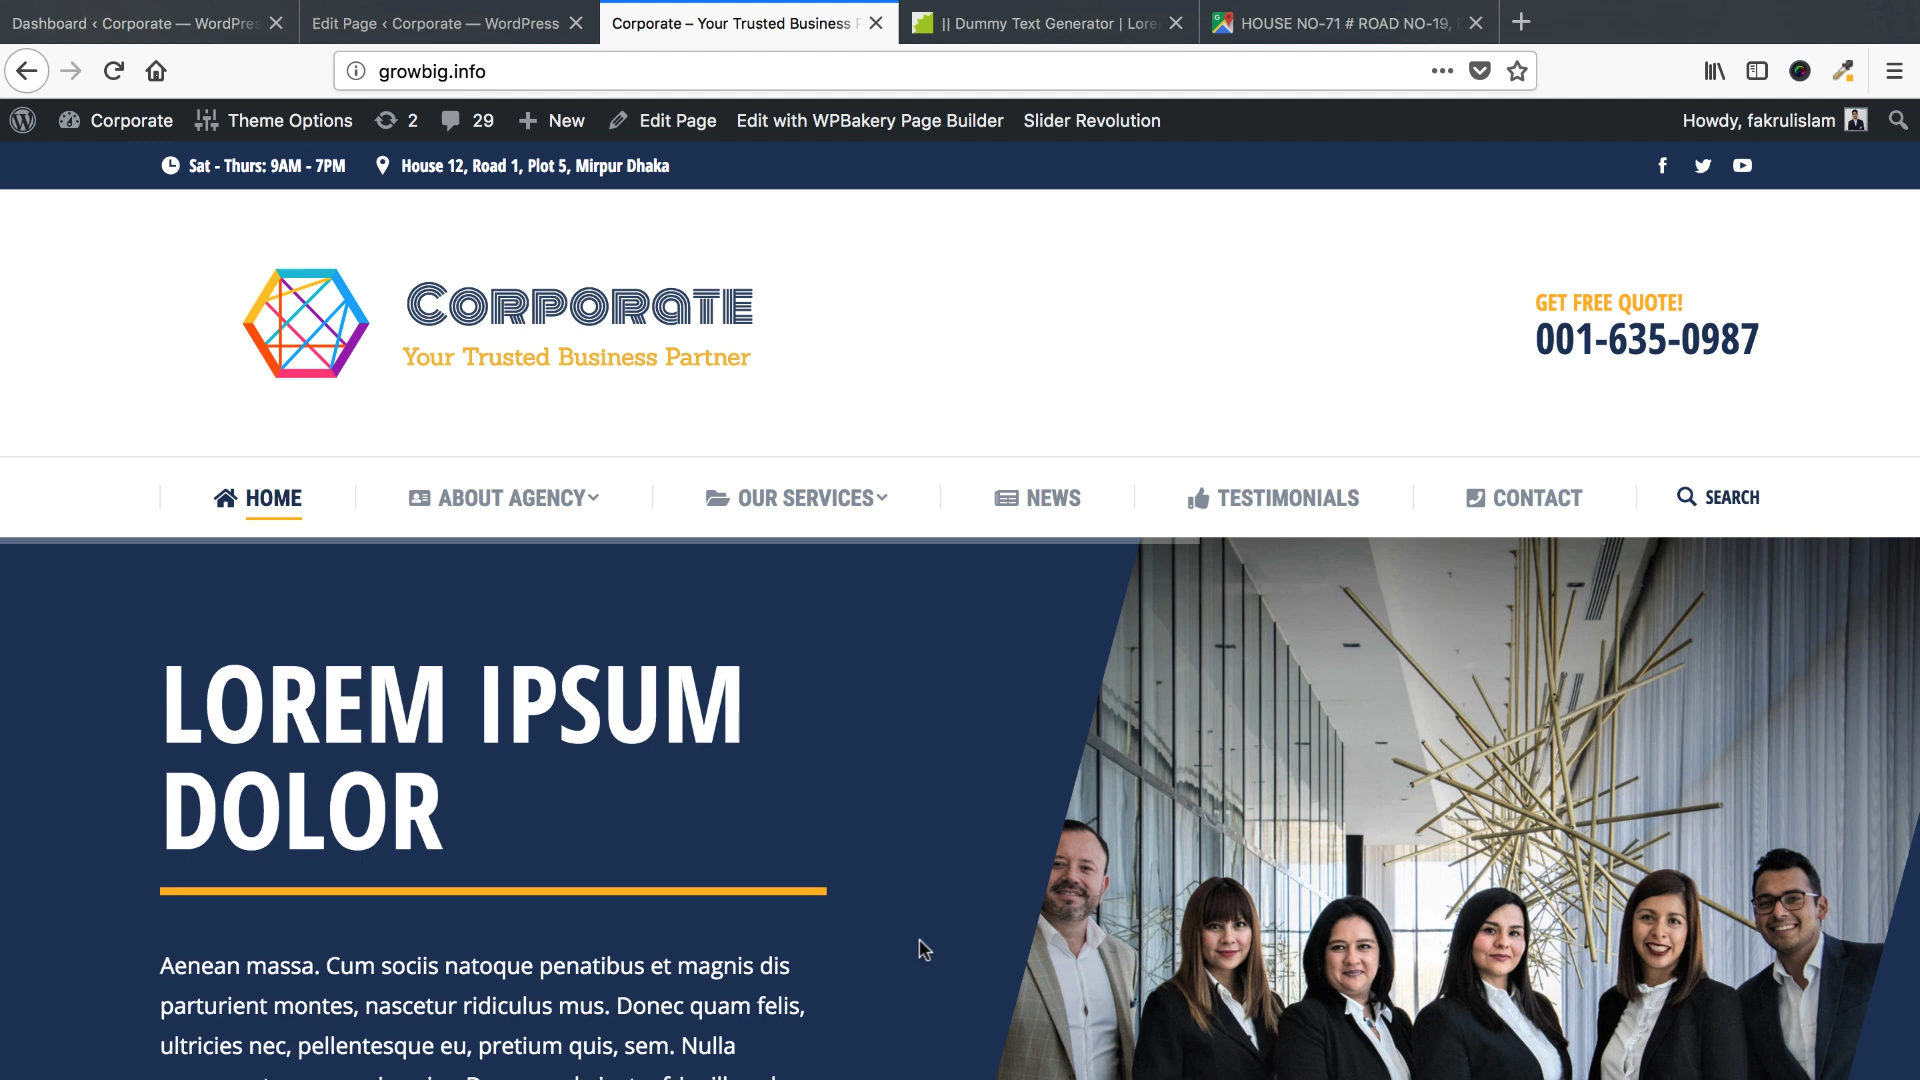 Dashboard ‹ Corporate — WordPres
Edit Page ‹ Corporate — WordPress
Corporate – Your Trusted Business P
|| Dummy Text Generator | Lore
HOUSE NO-71 # ROAD NO-19,
growbig.info
Corporate
Theme Options
2
29
New
Edit Page
Edit with WPBakery Page Builder
Slider Revolution
Howdy, fakrulislam
Sat - Thurs: 9AM - 7PM
House 12, Road 1, Plot 5, Mirpur Dhaka
Corporate
Your Trusted Business Partner
GET FREE QUOTE!
001-635-0987
HOME
ABOUT AGENCY
OUR SERVICES
NEWS
TESTIMONIALS
CONTACT
SEARCH
LOREM IPSUM
DOLOR
Aenean massa. Cum sociis natoque penatibus et magnis dis
parturient montes, nascetur ridiculus mus. Donec quam felis,
ultricies nec, pellentesque eu, pretium quis, sem. Nulla